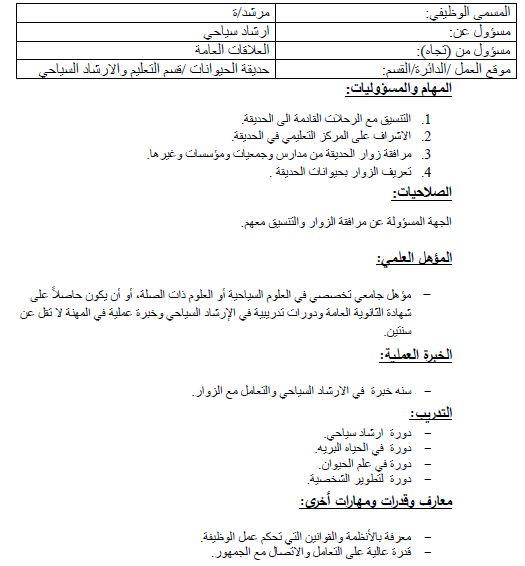 المسمى الوظيفي: مرشد/ة
مسؤول عن: ارشاد سياحي
مسؤول من (تجاه): العلاقات العامة
موقع العمل /الدائرة/القسم: حديقة الحيوانات /قسم التعليم والارشاد السياحي
المهام والمسؤوليات:
1. التنسيق مع الرحلات القادمة الى الحديقة.
2. الاشراف على المركز التعليمي في الحديقة.
3. مرافقة زوار الحديقة من مدارس وجمعيات ومؤسسات وغيرها.
4. تعريف الزوار بحيوانات الحديقة .
الصلاحيات:
الجهة المسؤولة عن مرافقة الزوار والتنسيق معهم.
المؤهل العلمي:
– مؤهل جامعي تخصصي في العلوم السياحية أو العلوم ذات الصلة، أو أن يكون حاصلاً على
شهادة الثانوية العامة ودورات تدريبية في الإرشاد السياحي وخبرة عملية في المهنة لا تقل عن
سنتين.
الخبرة العملية:
– سنه خبرة في الارشاد السياحي والتعامل مع الزوار.
التدريب:
– دورة ارشاد سياحي.
– دورة في الحياه البريه.
– دورة في علم الحيوان.
– دورة لتطوير الشخصية.
معارف وقدرات ومهارات أخرى:
– معرفة بالأنظمة والقوانين التي تحكم عمل الوظيفة.
– قدرة عالية على التعامل والاتصال مع الجمهور.